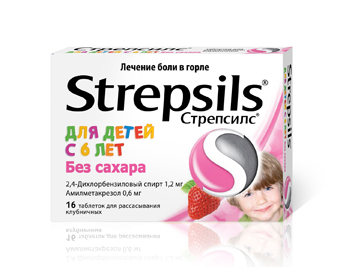 Лечение боли в горле
Strepsils®
Стрепсилс®
ДЛЯ ДЕТЕЙ
С 6 ЛЕТ
Без сахара
2,4-Дихлорбензиловый спирт 1,2 мг
Амилметакрезол 0,6 мг
16 таблеток для рассасывания
клубничных